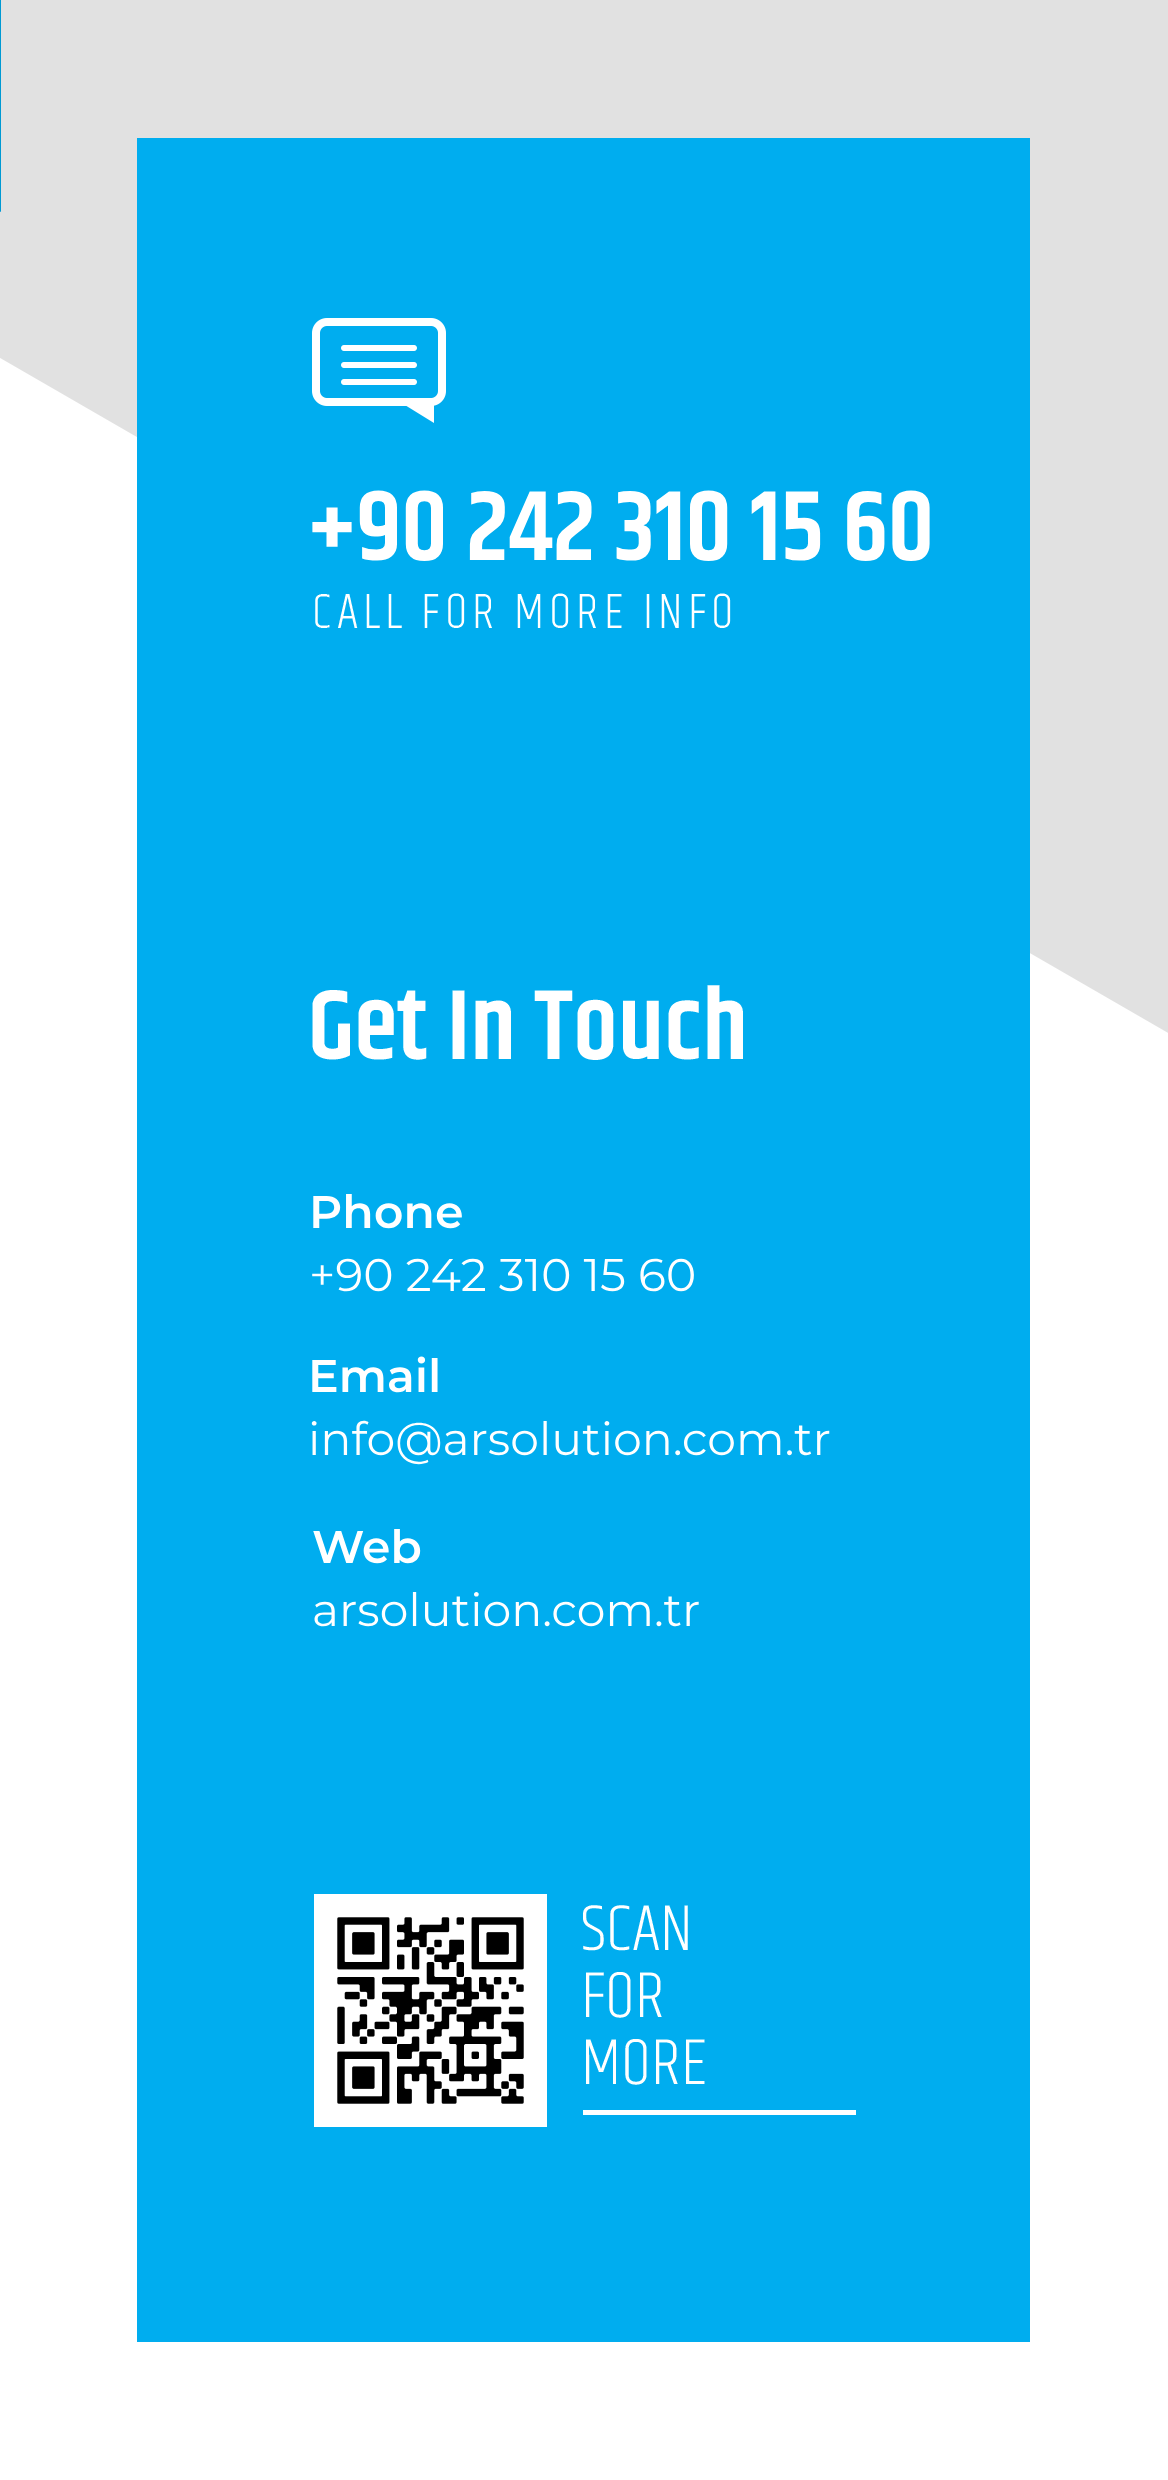 +90 242 310 15 60
CALL FOR MORE INFO
Get In Touch
Phone
+90 242 310 15 60
Email
info@arsolution.com.tr
Web
arsolution.com.tr
SCAN
FOR
MORE